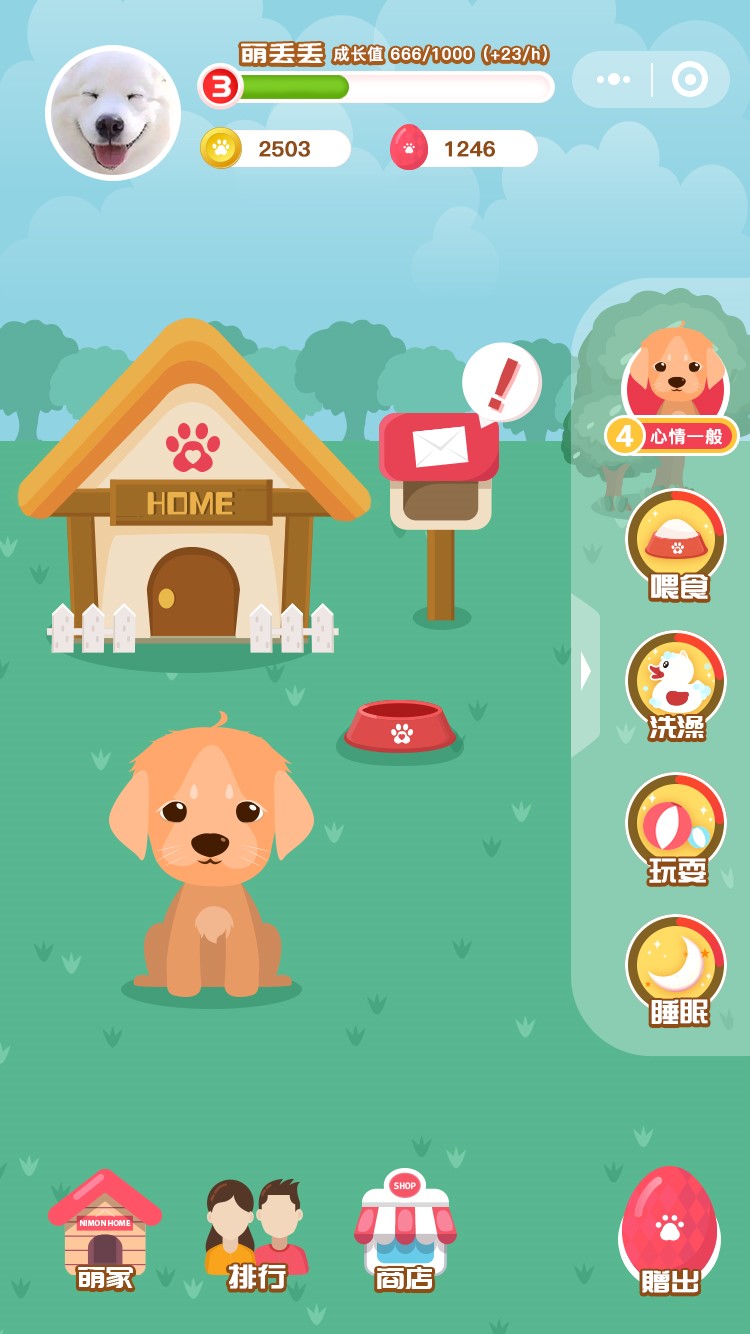 萌丢丢 成长值 666/1000 (+23/h)
3
2503
1246
HOME
4 心情一般
喂食
洗澡
玩耍
睡眠
NIMON HOME
萌家
排行
SHOP
商店
赠出